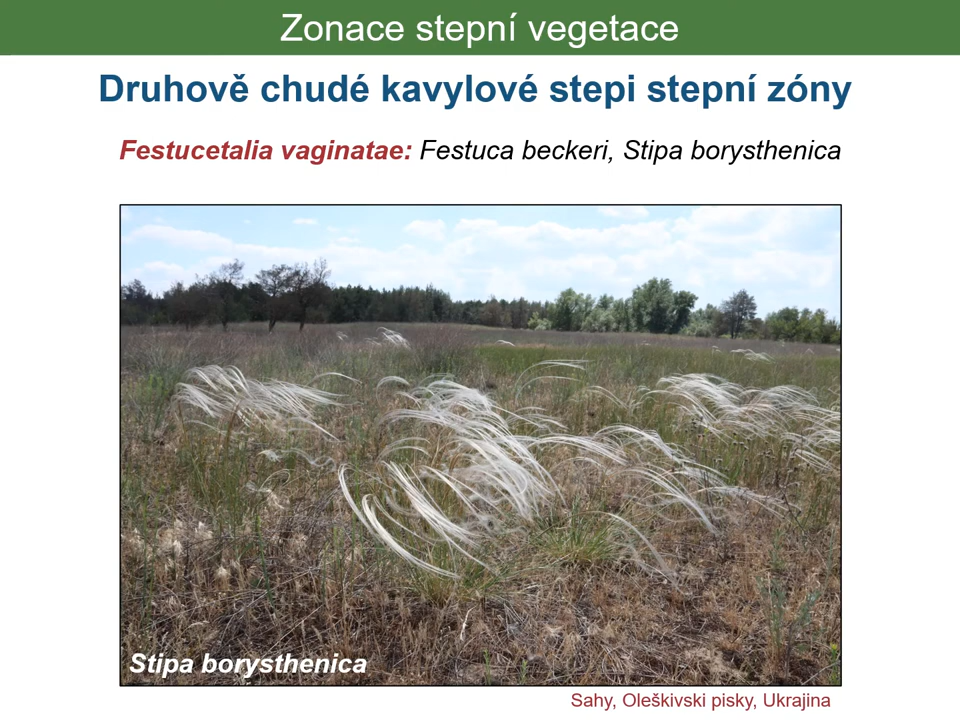 Zonace stepní vegetace
Druhově chudé kavylové stepi stepní zóny
Festucetalia vaginatae: Festuca beckeri, Stipa borysthenica
Stipa borysthenica
Sahy, Oleškivski pisky, Ukrajina